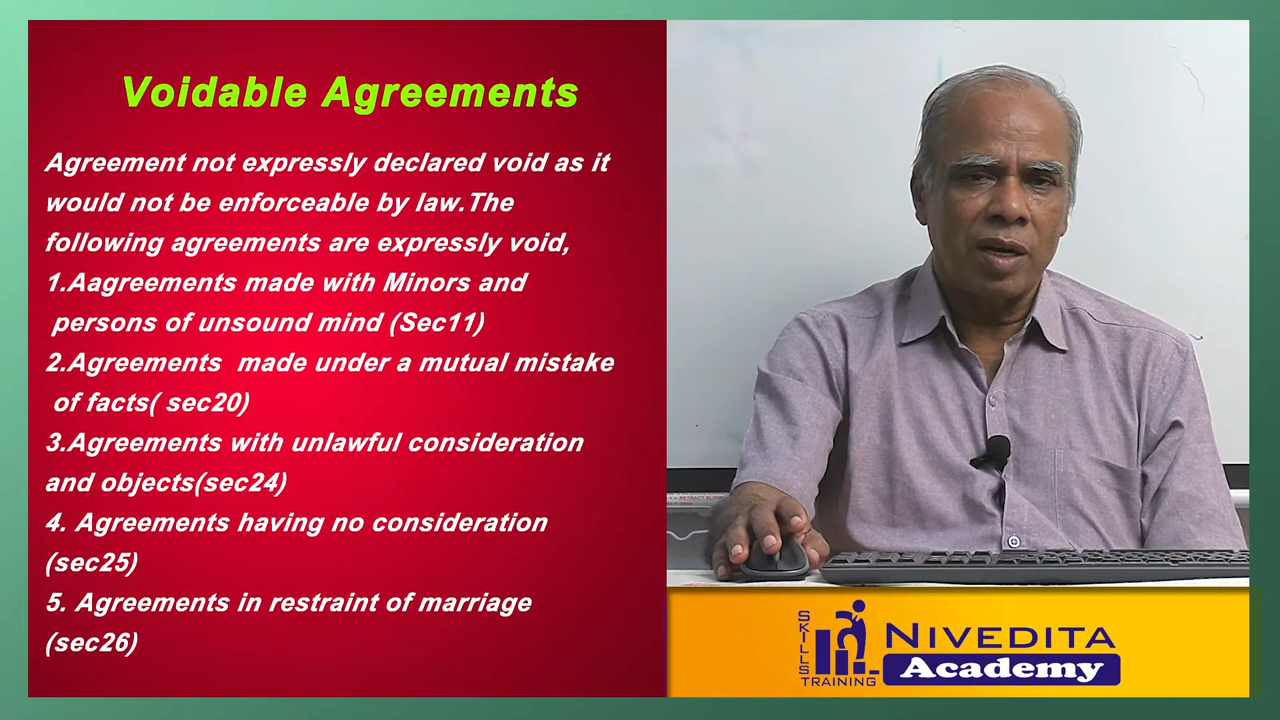 Voidable Agreements
Agreement not expressly declared void as it
would not be enforceable by law.The
following agreements are expressly void,
1.Aagreements made with Minors and
persons of unsound mind (Sec11)
2.Agreements  made under a mutual mistake
of facts( sec20)
3.Agreements with unlawful consideration
and objects(sec24)
4. Agreements having no consideration
(sec25)
5. Agreements in restraint of marriage
(sec26)
SKILLS
TRAINING
NIVEDITA
Academy